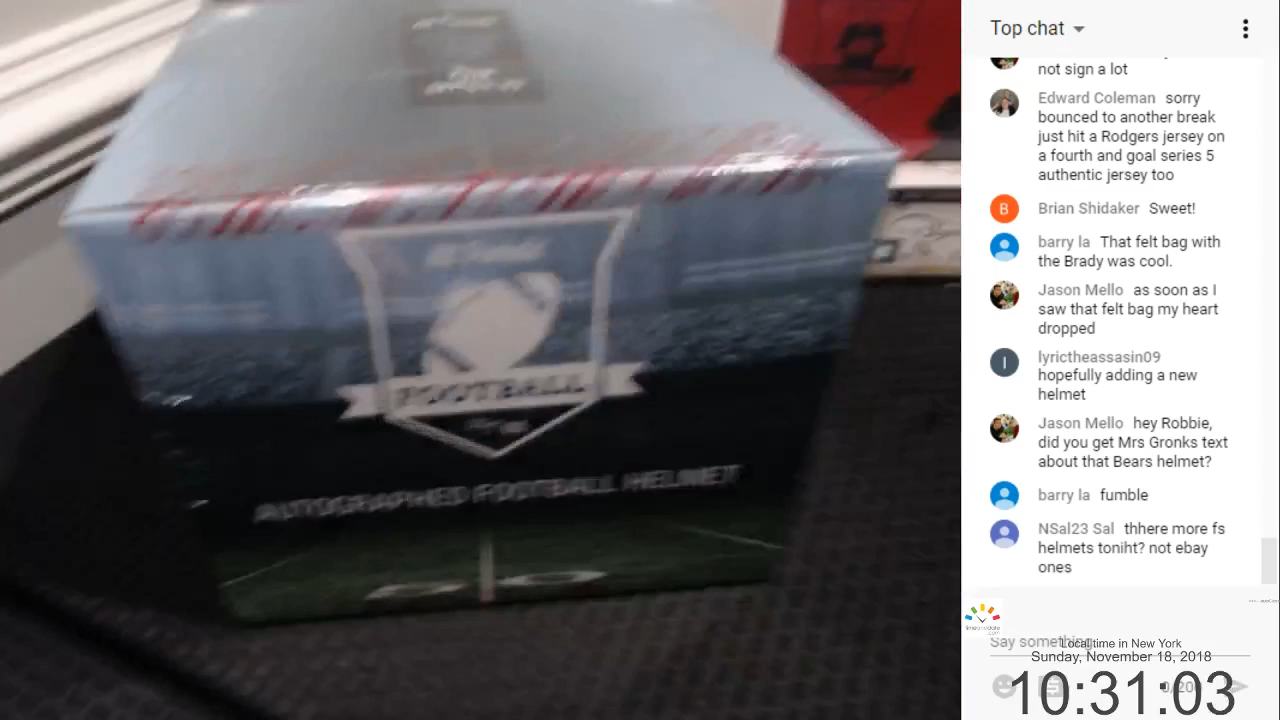 FOOTBALL
AUTOGRAPHED FOOTBALL HELMET
Top chat
not sign a lot
Edward Coleman sorry
bounced to another break
just hit a Rodgers jersey on
a fourth and goal series 5
authentic jersey too
B
Brian Shidaker Sweet!
barry la That felt bag with
the Brady was cool.
Jason Mello as soon as I
saw that felt bag my heart
dropped
l
lyrictheassasin09
hopefully adding a new
helmet
Jason Mello hey Robbie,
did you get Mrs Gronks text
about that Bears helmet?
barry la fumble
NSal23 Sal thhere more fs
helmets toniht? not ebay
ones
Say something
Local time in New York
Sunday, November 18, 2018
0/200
10:31:03